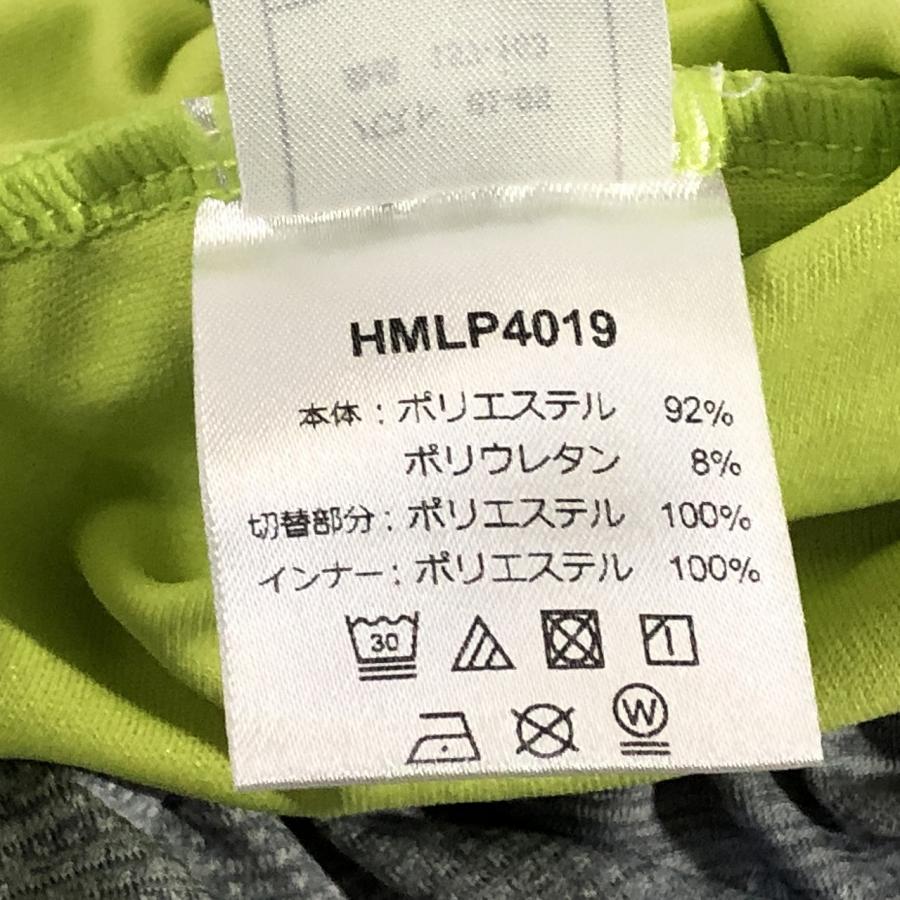 HMLP4019
本体：ポリエステル 92%
ポリウレタン 8%
切替部分：ポリエステル 100%
インナー：ポリエステル 100%
30
W